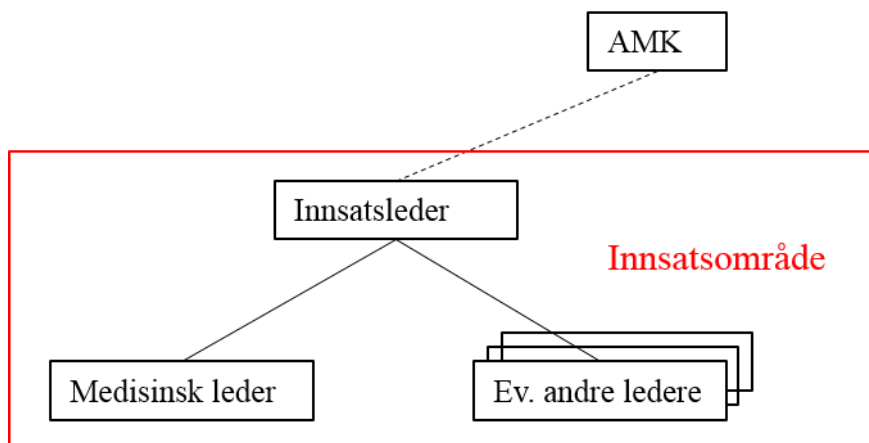 AMK
Innsatsleder
Innsatsområde
Medisinsk leder
Ev. andre ledere